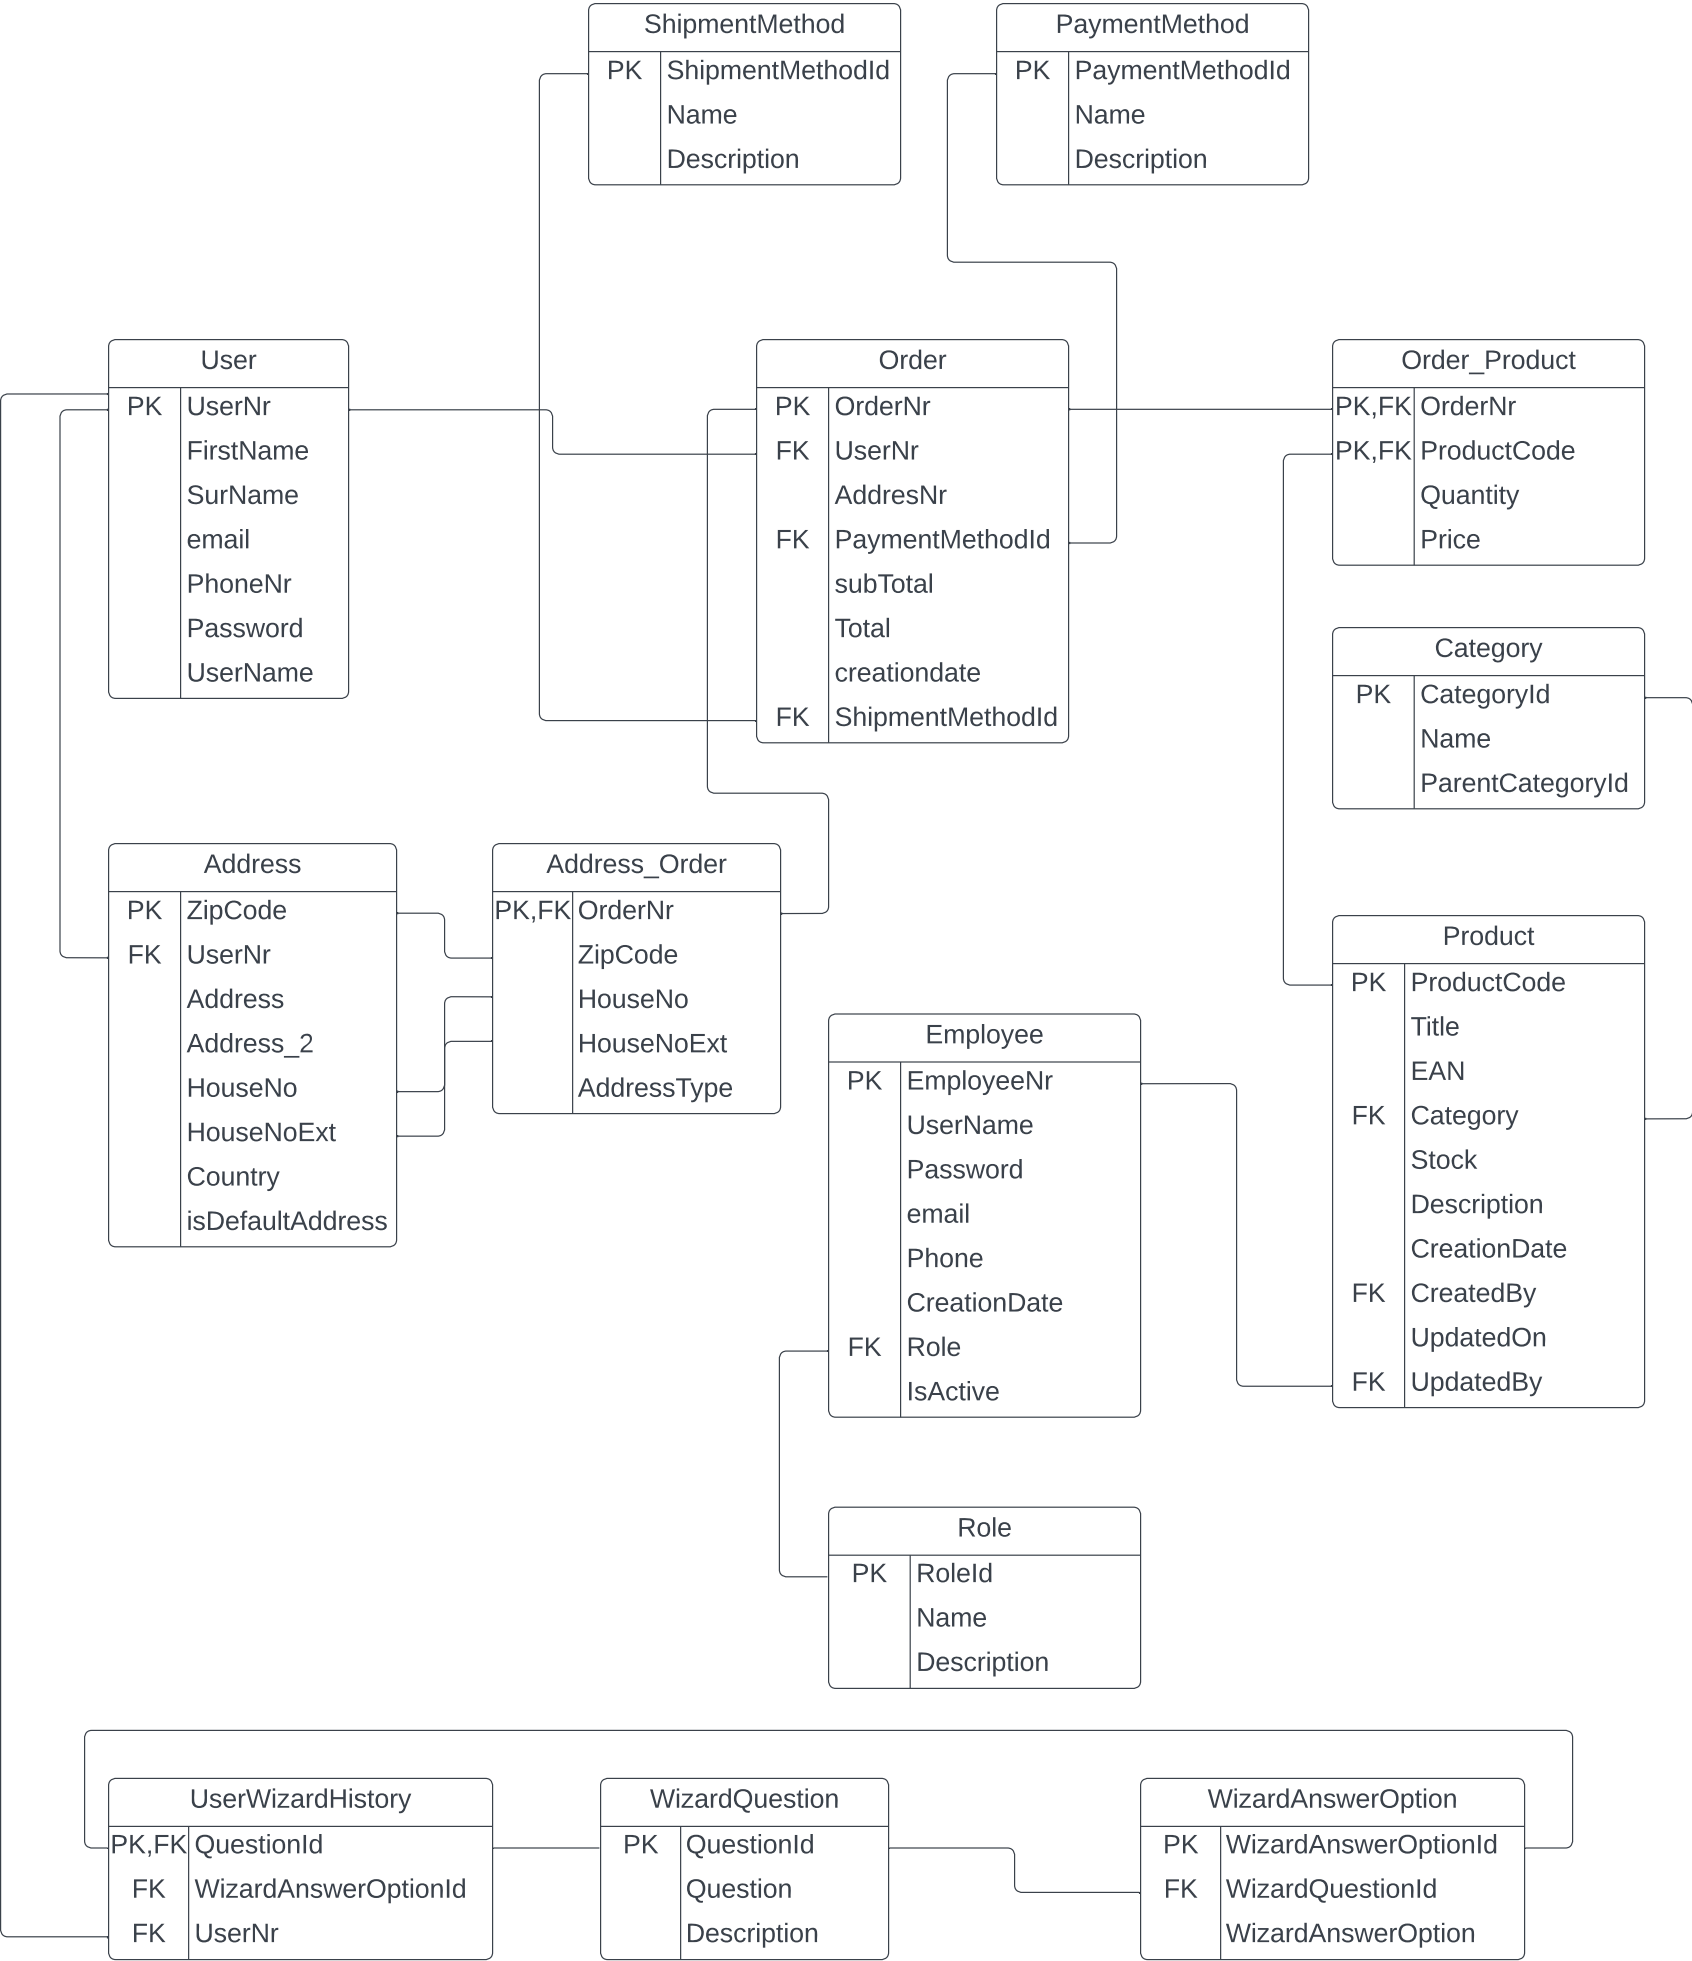 ShipmentMethod
PK ShipmentMethodId
Name
Description
PaymentMethod
PK PaymentMethodId
Name
Description
User
PK UserNr
FirstName
SurName
email
PhoneNr
Password
UserName
Order
PK OrderNr
FK UserNr
AddresNr
FK PaymentMethodId
subTotal
Total
creationdate
FK ShipmentMethodId
Order_Product
PK,FK OrderNr
PK,FK ProductCode
Quantity
Price
Category
PK CategoryId
Name
ParentCategoryId
Address
PK ZipCode
FK UserNr
Address
Address_2
HouseNo
HouseNoExt
Country
isDefaultAddress
Address_Order
PK,FK OrderNr
ZipCode
HouseNo
HouseNoExt
AddressType
Product
PK ProductCode
Title
EAN
FK Category
Stock
Description
CreationDate
FK CreatedBy
UpdatedOn
FK UpdatedBy
Employee
PK EmployeeNr
UserName
Password
email
Phone
CreationDate
FK Role
IsActive
Role
PK RoleId
Name
Description
UserWizardHistory
PK,FK QuestionId
FK WizardAnswerOptionId
FK UserNr
WizardQuestion
PK QuestionId
Question
Description
WizardAnswerOption
PK WizardAnswerOptionId
FK WizardQuestionId
WizardAnswerOption